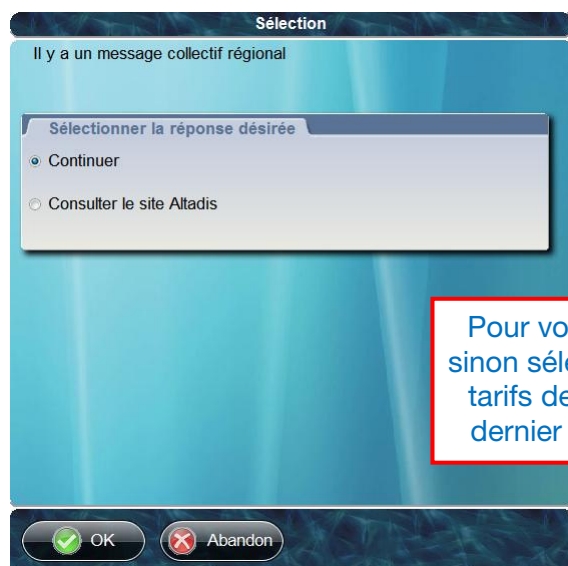 Sélection
Il y a un message collectif régional
Sélectionner la réponse désirée
Continuer
Consulter le site Altadis
Pour vo
sinon séle
tarifs de
dernier
OK
Abandon